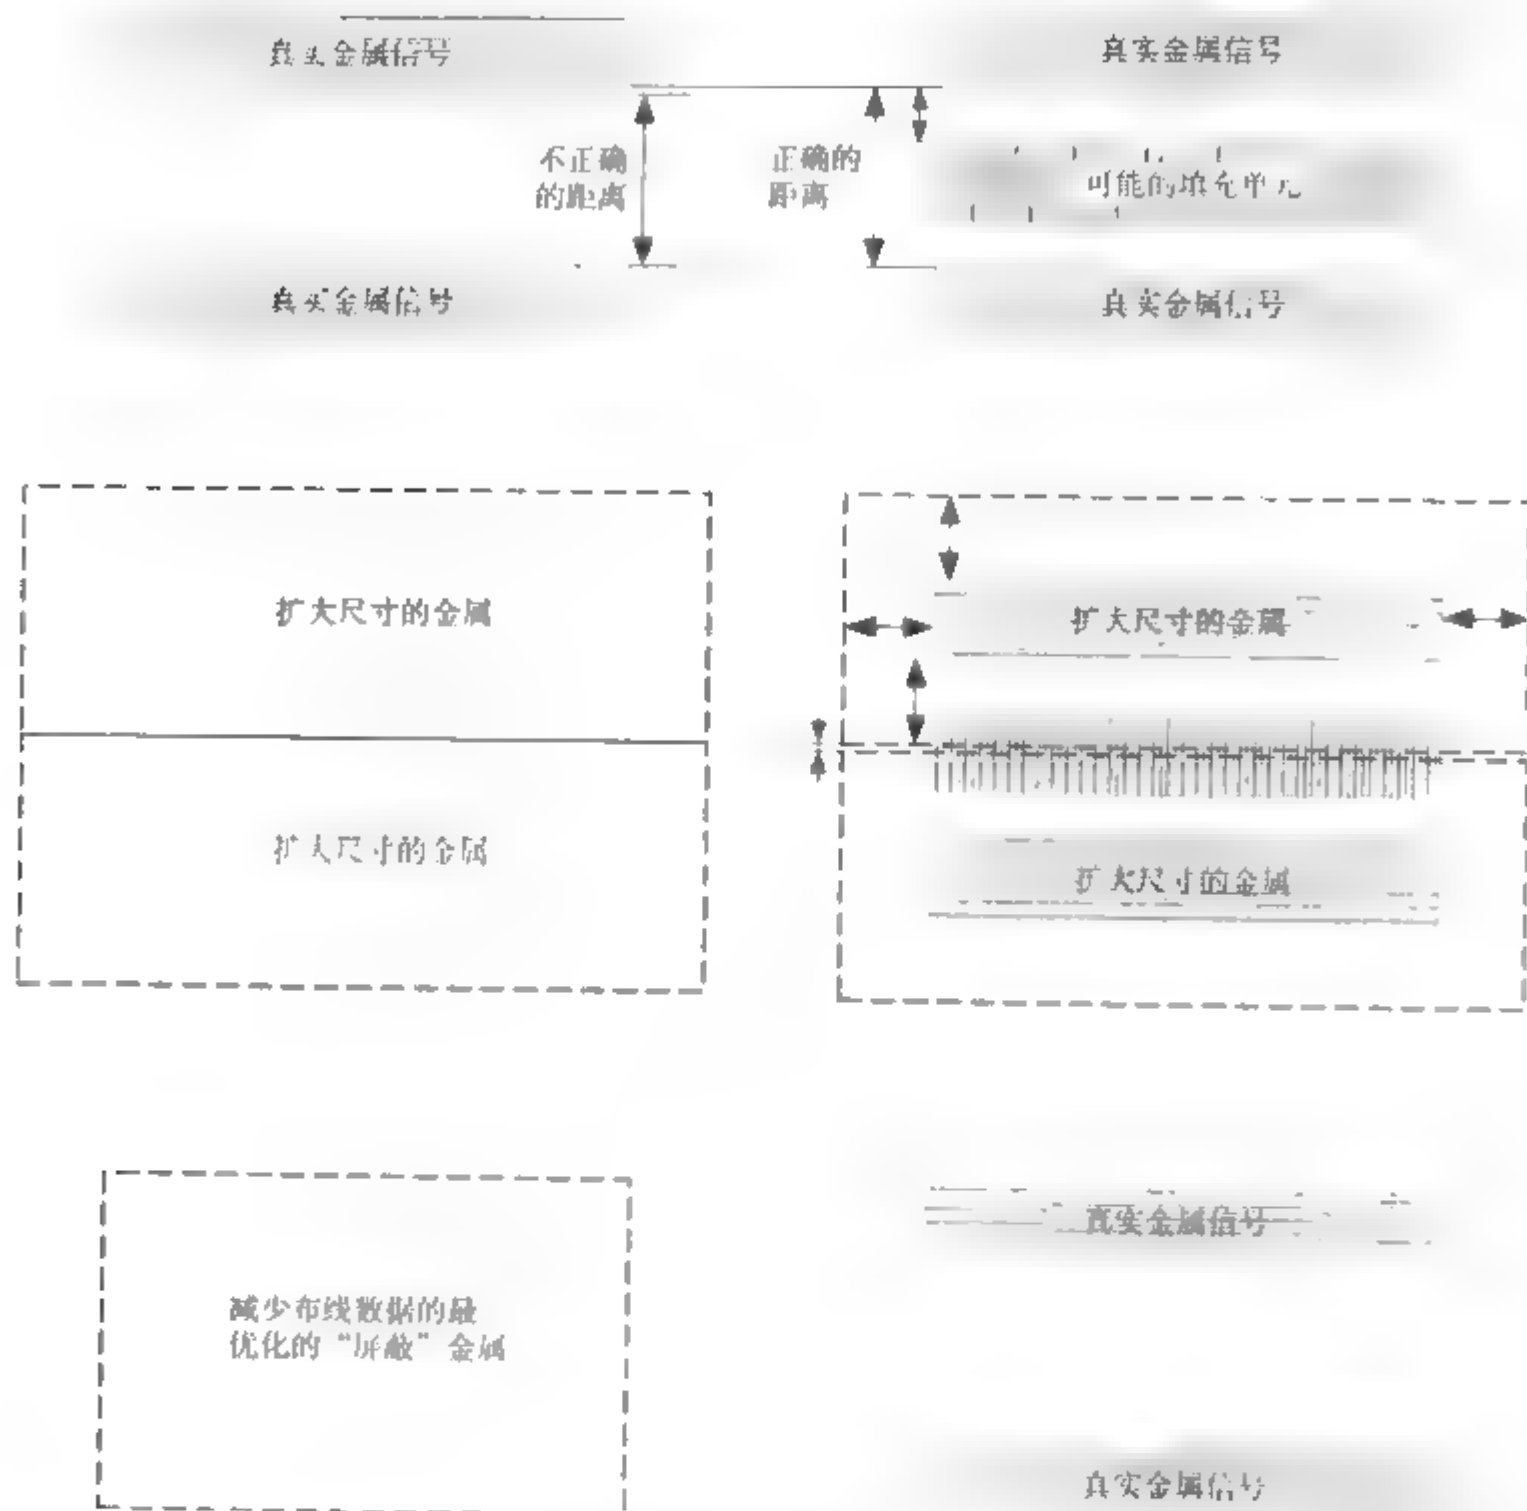 真实金属信号
真实金属信号
不正确
的距离
正确的
距离
可能的填充单元
真实金属信号
真实金属信号
扩大尺寸的金属
扩大尺寸的金属
扩大尺寸的金属
扩大尺寸的金属
减少布线数据的最
优化的“屏蔽”金属
真实金属信号
真实金属信号